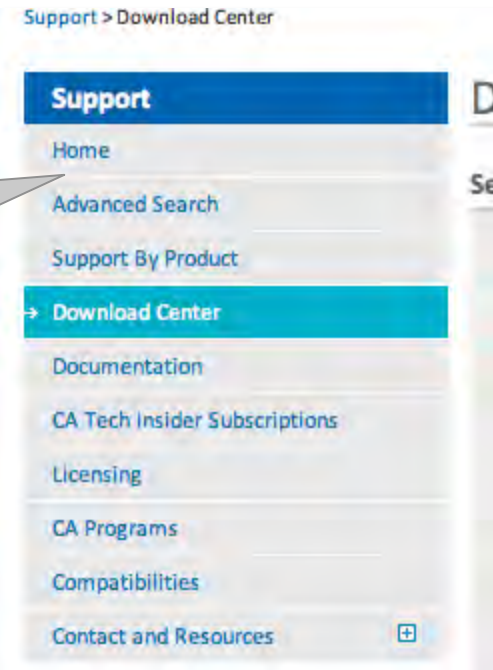 Support > Download Center
Support
Home
Advanced Search
Support By Product
Download Center
Documentation
CA Tech Insider Subscriptions
Licensing
CA Programs
Compatibilities
Contact and Resources
D
Se